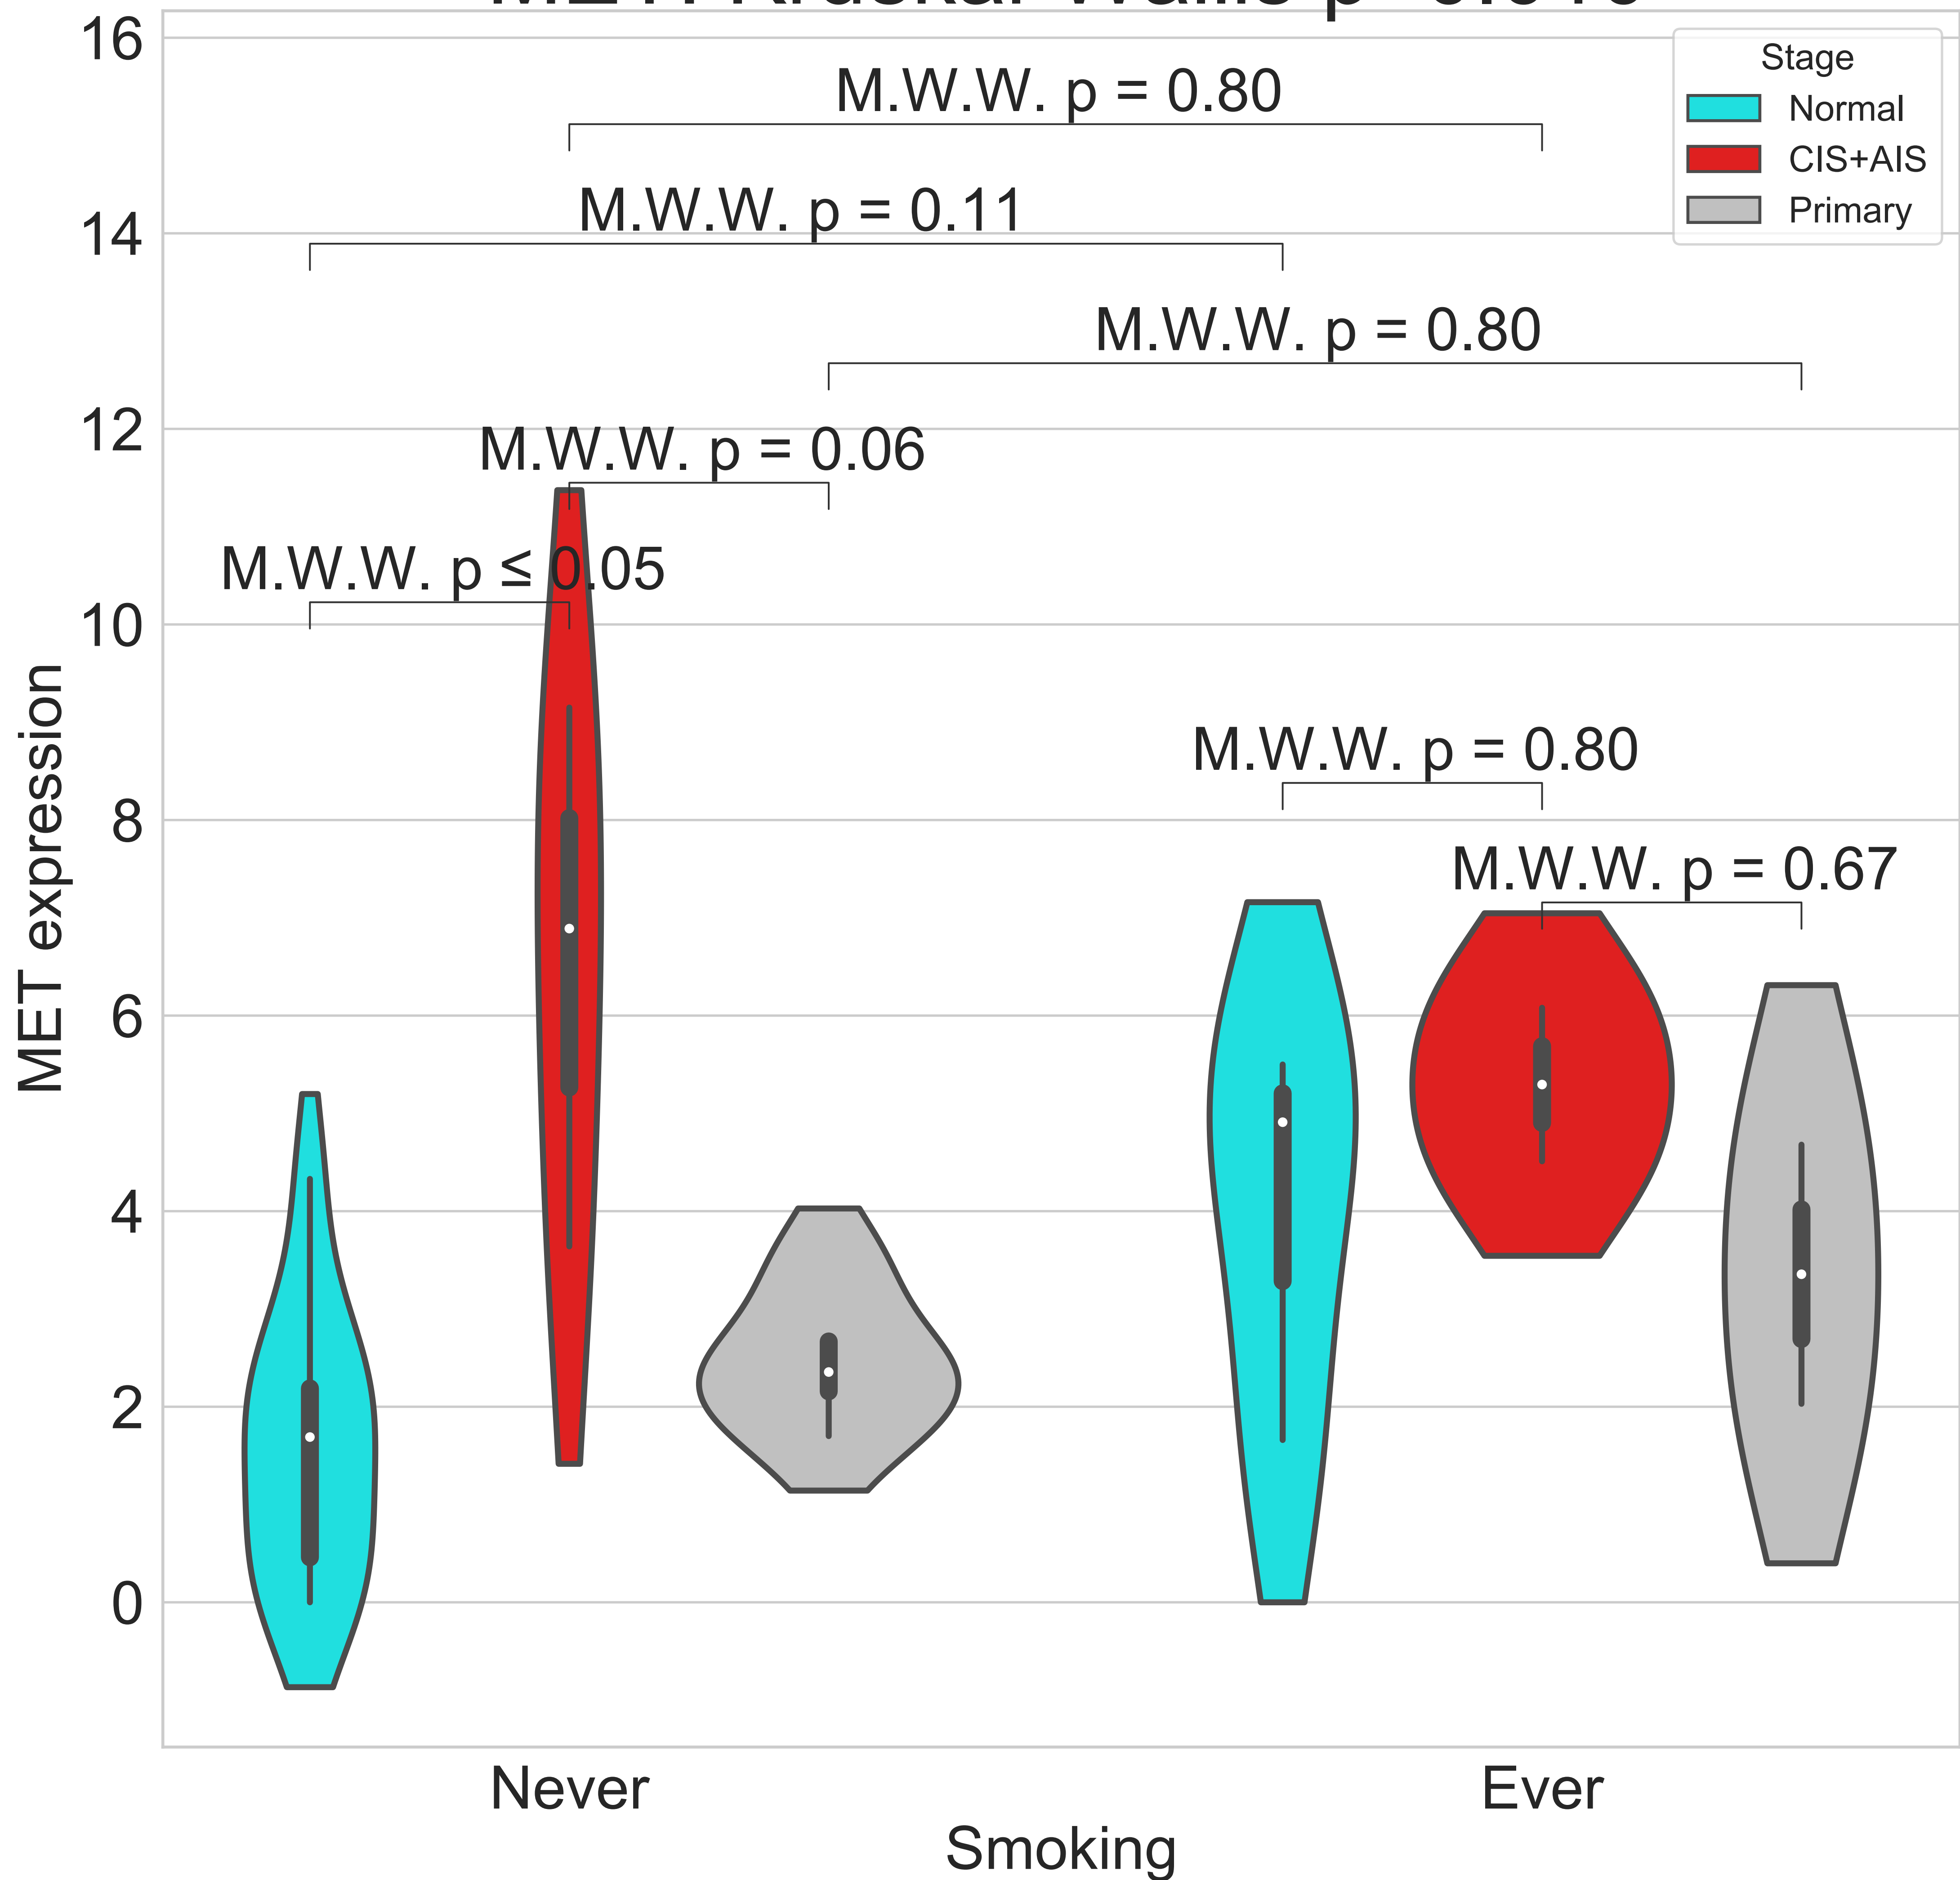 16
M.W.W. p = 0.80
Stage
Normal
CIS+AIS
Primary
M.W.W. p = 0.11
14
M.W.W. p = 0.80
12
M.W.W. p = 0.06
M.W.W. p ≤ 0.05
10
M.W.W. p = 0.80
8
M.W.W. p = 0.67
MET expression
6
4
2
0
Never
Ever
Smoking